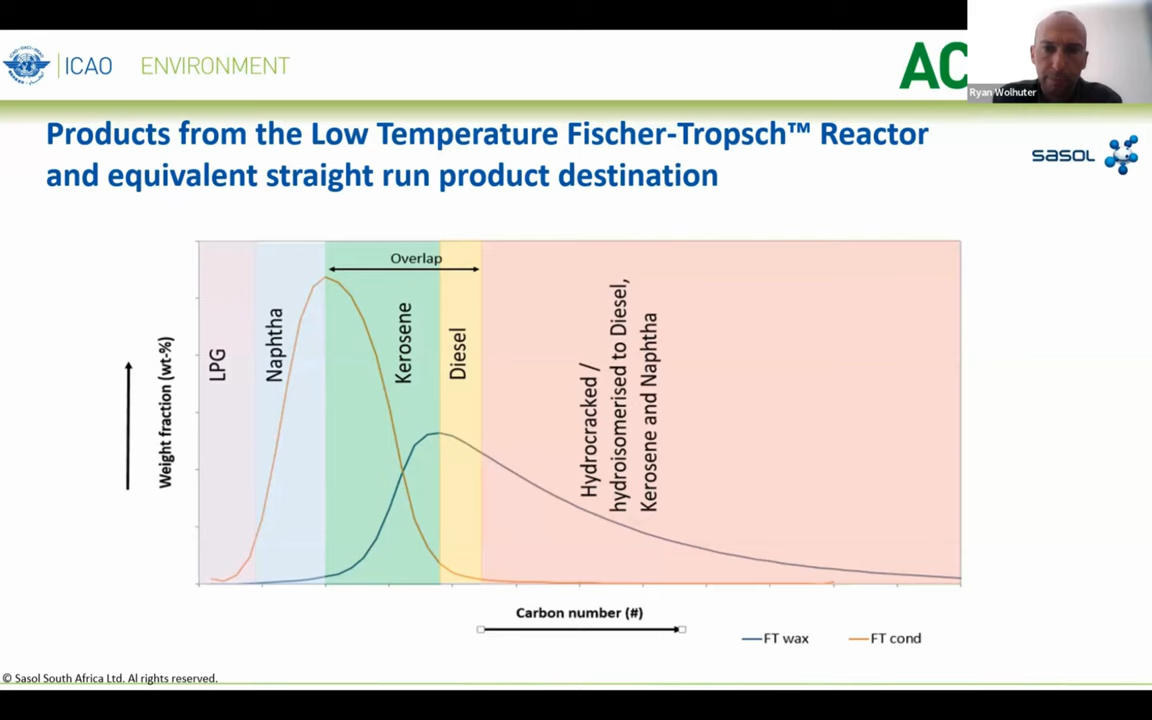 ICAO ENVIRONMENT
AC
Ryan Wolhuter
Products from the Low Temperature Fischer-Tropsch™ Reactor
and equivalent straight run product destination
sasol
Overlap
LPG
Naphtha
Kerosene
Diesel
Hydrocracked /
hydroisomerised to Diesel,
Kerosene and Naphtha
Weight fraction (wt-%)
Carbon number (#)
FT wax
FT cond
© Sasol South Africa Ltd. Al rights reserved.